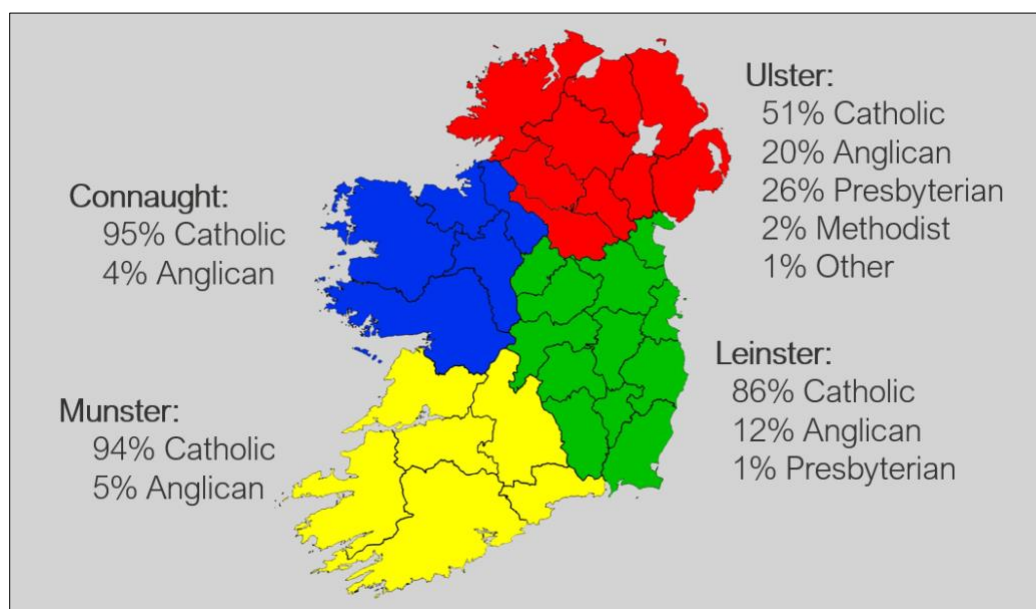 Ulster:
51% Catholic
20% Anglican
26% Presbyterian
2% Methodist
1% Other
Connaught:
95% Catholic
4% Anglican
Leinster:
86% Catholic
12% Anglican
1% Presbyterian
Munster:
94% Catholic
5% Anglican